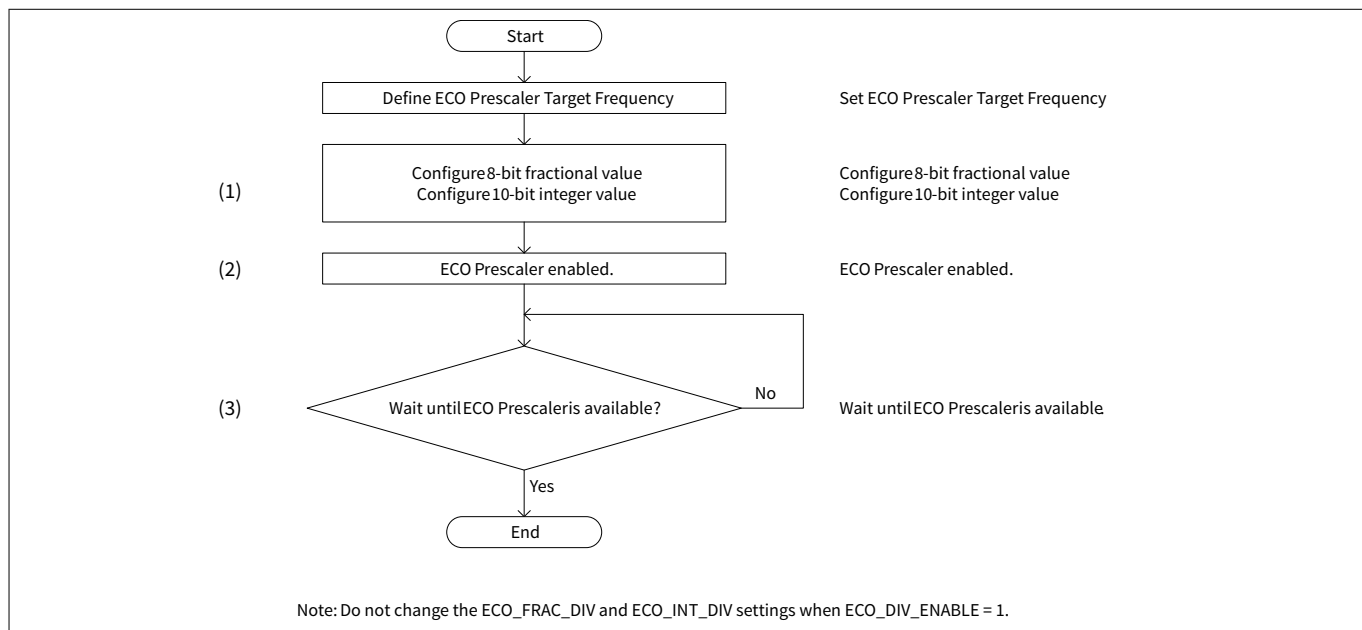 Start
Define ECO Prescaler Target Frequency
Set ECO Prescaler Target Frequency
(1)
Configure 8-bit fractional value
Configure 10-bit integer value
Configure 8-bit fractional value
Configure 10-bit integer value
(2)
ECO Prescaler enabled.
ECO Prescaler enabled.
(3)
Wait until ECO Prescaleris available?
No
Wait until ECO Prescaleris available.
Yes
End
Note: Do not change the ECO_FRAC_DIV and ECO_INT_DIV settings when ECO_DIV_ENABLE = 1.